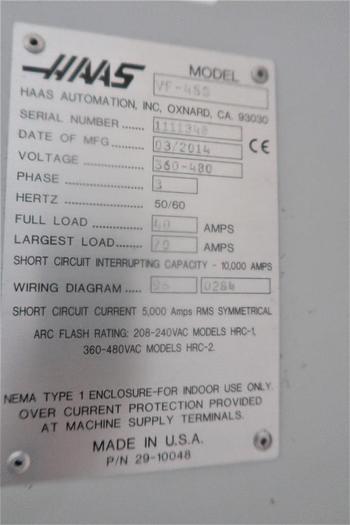 HAAS MODEL VF-4SS
HAAS AUTOMATION, INC, OXNARD, CA. 93030
SERIAL NUMBER ..... 1111348
DATE OF MFG ........ 03/2014 CE
VOLTAGE .............. 360-480
PHASE .................. 3
HERTZ 50/60
FULL LOAD ............ 40 AMPS
LARGEST LOAD ....... AMPS
SHORT CIRCUIT INTERRUPTING CAPACITY - 10,000 AMPS
WIRING DIAGRAM ..... 0284
SHORT CIRCUIT CURRENT 5,000 Amps RMS SYMMETRICAL
ARC FLASH RATING: 208-240VAC MODELS HRC-1,
360-480VAC MODELS HRC-2.
NEMA TYPE 1 ENCLOSURE-FOR INDOOR USE ONLY.
OVER CURRENT PROTECTION PROVIDED
AT MACHINE SUPPLY TERMINALS.
MADE IN U.S.A.
P/N 29-10048